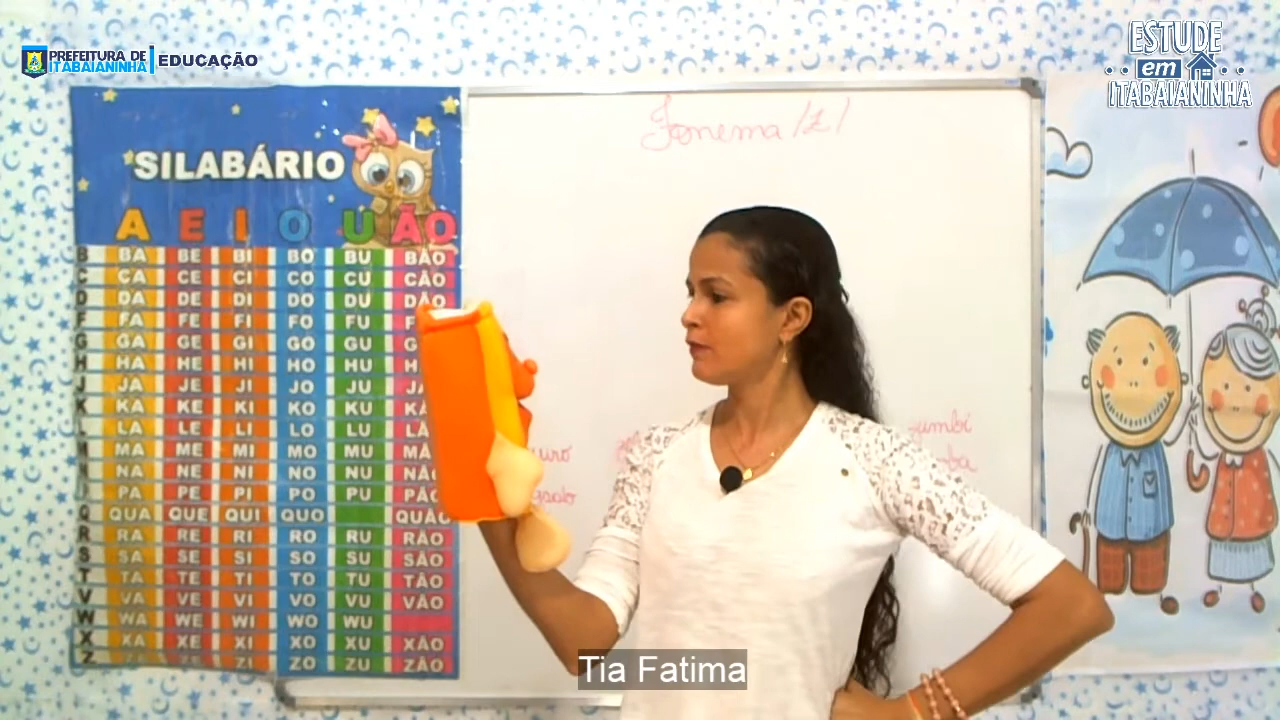 PREFEITURA DE
ITABAIANINHA
EDUCAÇÃO
ESTUDE
em
ITABAIANINHA
SILABÁRIO
A E I O U ÃO
B BA BE BI BO BU BÃO
C CA CE CI CO CU CÃO
D DA DE DI DO DU DÃO
F FA FE FI FO FU
G GA GE GI GO GU
H HA HE HI HO HU
J JA JE JI JO JU
K KA KE KI KO KU
L LA LE LI LO LU
M MA ME MI MO MU
N NA NE NI NO NU
P PA PE PI PO PU PÃO
Q QUA QUE QUI QUO QUÃO
R RA RE RI RO RU RÃO
S SA SE SI SO SU SÃO
T TA TE TI TO TU TÃO
V VA VE VI VO VU VÃO
W WA WE WI WO WU
X XA XE XI XO XU XÃO
Z ZI ZO ZU ZÃO
Fonema /Z/
Tia Fatima